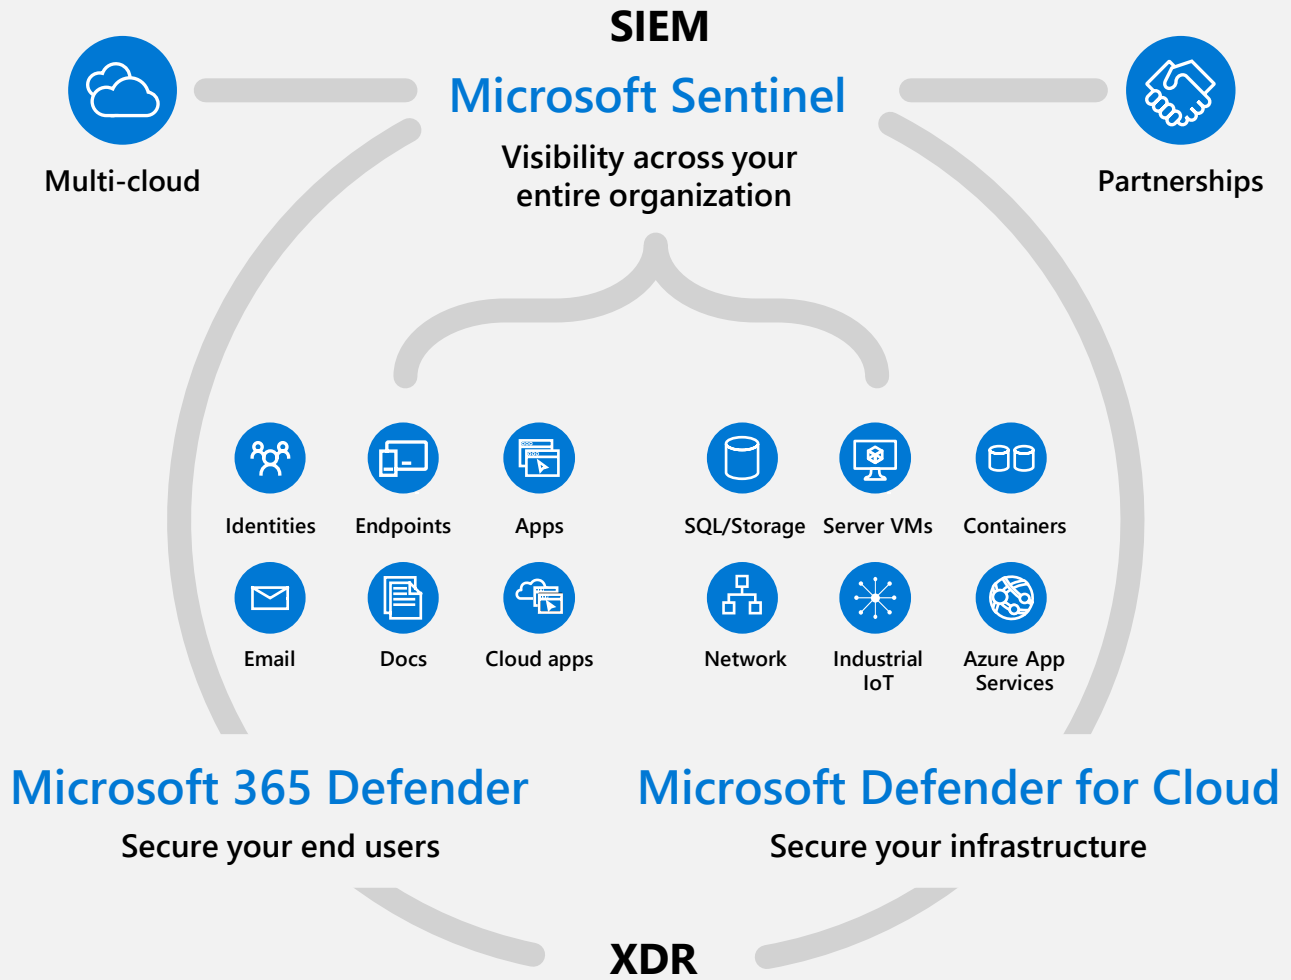 SIEM
Microsoft Sentinel
Visibility across your
entire organization
Multi-cloud
Partnerships
Identities
Endpoints
Apps
SQL/Storage
Server VMs
Containers
Email
Docs
Cloud apps
Network
Industrial
IoT
Azure App
Services
Microsoft 365 Defender
Secure your end users
Microsoft Defender for Cloud
Secure your infrastructure
XDR